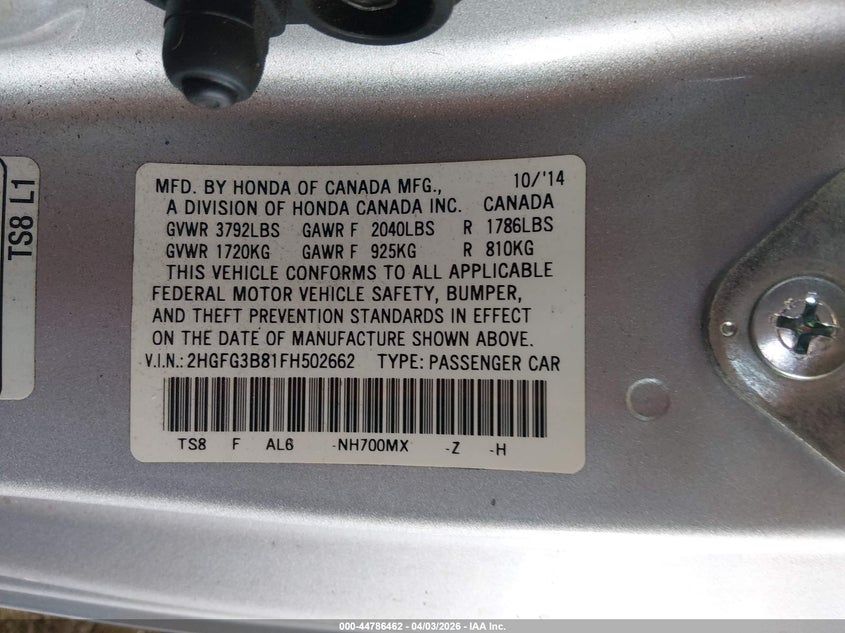 TS8 L1
MFD. BY HONDA OF CANADA MFG., 10/'14
A DIVISION OF HONDA CANADA INC. CANADA
GVWR 3792LBS GAWR F 2040LBS R 1786LBS
GVWR 1720KG GAWR F 925KG R 810KG
THIS VEHICLE CONFORMS TO ALL APPLICABLE
FEDERAL MOTOR VEHICLE SAFETY, BUMPER,
AND THEFT PREVENTION STANDARDS IN EFFECT
ON THE DATE OF MANUFACTURE SHOWN ABOVE.
V.I.N.: 2HGFG3B81FH502662 TYPE: PASSENGER CAR
TS8 F AL6 -NH700MX -Z -H
000-44786462 - 04/03/2026 - IAA Inc.